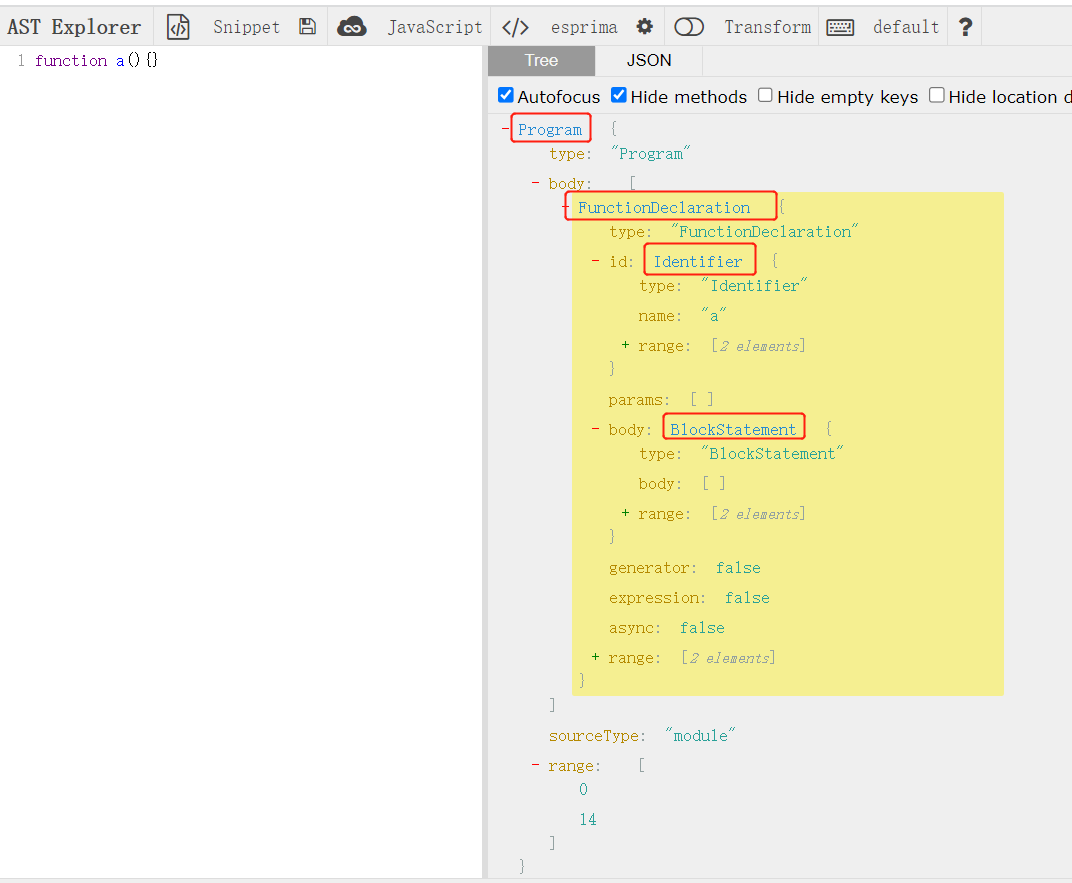 AST Explorer Snippet JavaScript </> esprima Transform default ?
1 function a(){}
Tree JSON
Autofocus Hide methods Hide empty keys Hide location d
- Program {
type: "Program"
- body: [
- FunctionDeclaration {
type: "FunctionDeclaration"
- id: Identifier {
type: "Identifier"
name: "a"
+ range: [2 elements]
}
params: [ ]
- body: BlockStatement {
type: "BlockStatement"
body: [ ]
+ range: [2 elements]
}
generator: false
expression: false
async: false
+ range: [2 elements]
}
]
sourceType: "module"
- range: [
0
14
]
}